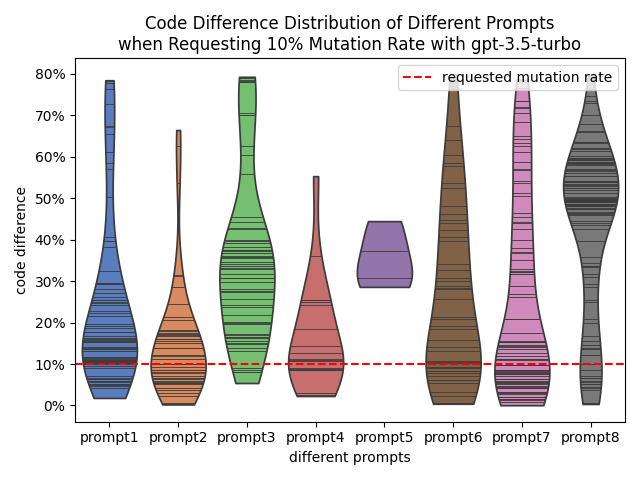 Code Difference Distribution of Different Prompts
when Requesting 10% Mutation Rate with gpt-3.5-turbo
requested mutation rate
80%
70%
60%
50%
40%
30%
20%
10%
0%
code difference
prompt1 prompt2 prompt3 prompt4 prompt5 prompt6 prompt7 prompt8
different prompts